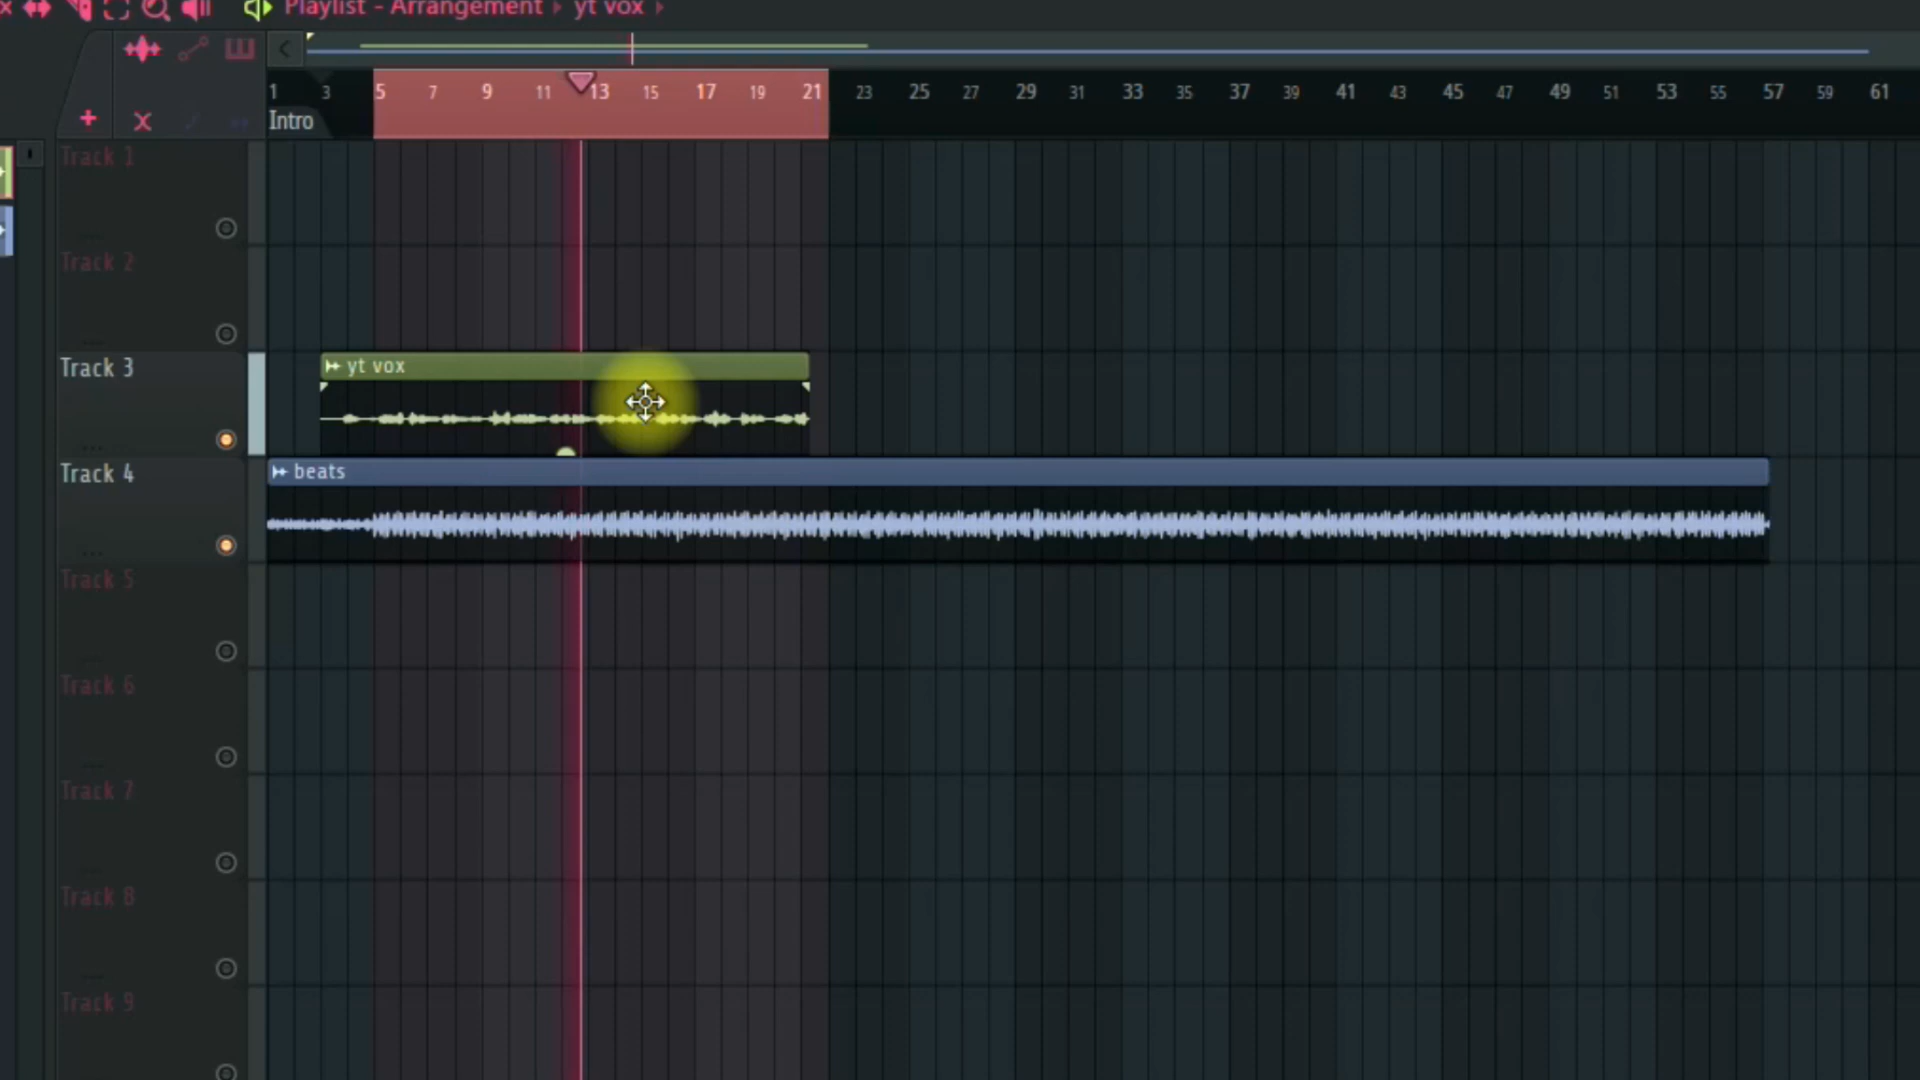 Playlist - Arrangement › yt vox ›
1 3 5 7 9 11 13 15 17 19 21 23 25 27 29 31 33 35 37 39 41 43 45 47 49 51 53 55 57 59 61
Intro
Track 1
Track 2
Track 3
yt vox
Track 4
beats
Track 5
Track 6
Track 7
Track 8
Track 9